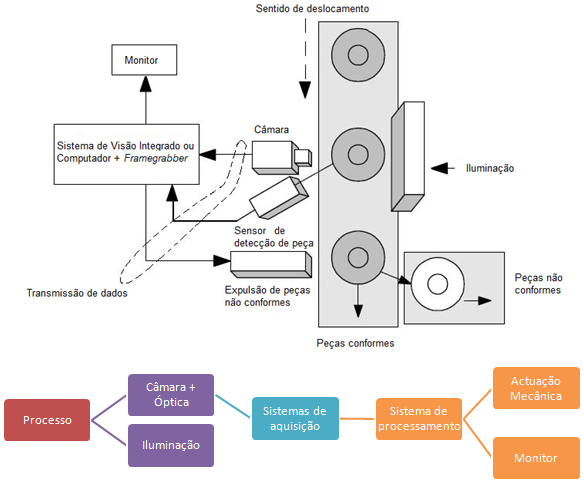 Sentido de deslocamento
Monitor
Sistema de Visão Integrado ou
Computador + Framegrabber
Câmara
Iluminação
Sensor de
detecção de peça
Transmissão de dados
Expulsão de peças
não conformes
Peças não
conformes
Peças conformes
Processo
Câmara +
Óptica
Iluminação
Sistemas de
aquisição
Sistema de
processamento
Actuação
Mecânica
Monitor